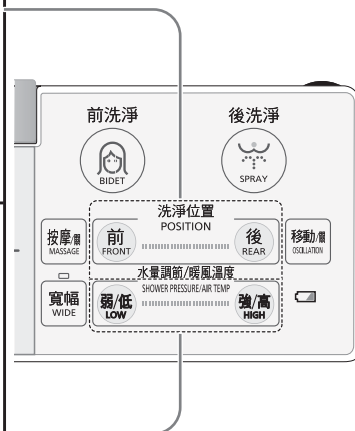 前洗淨
後洗淨
BIDET
SPRAY
洗淨位置
POSITION
按摩/
MASSAGE
前
FRONT
後
REAR
移動/
OSCILLATION
水量調節/暖風溫度
SHOWER PRESSURE/AIR TEMP
寬幅
WIDE
弱/低
LOW
強/高
HIGH